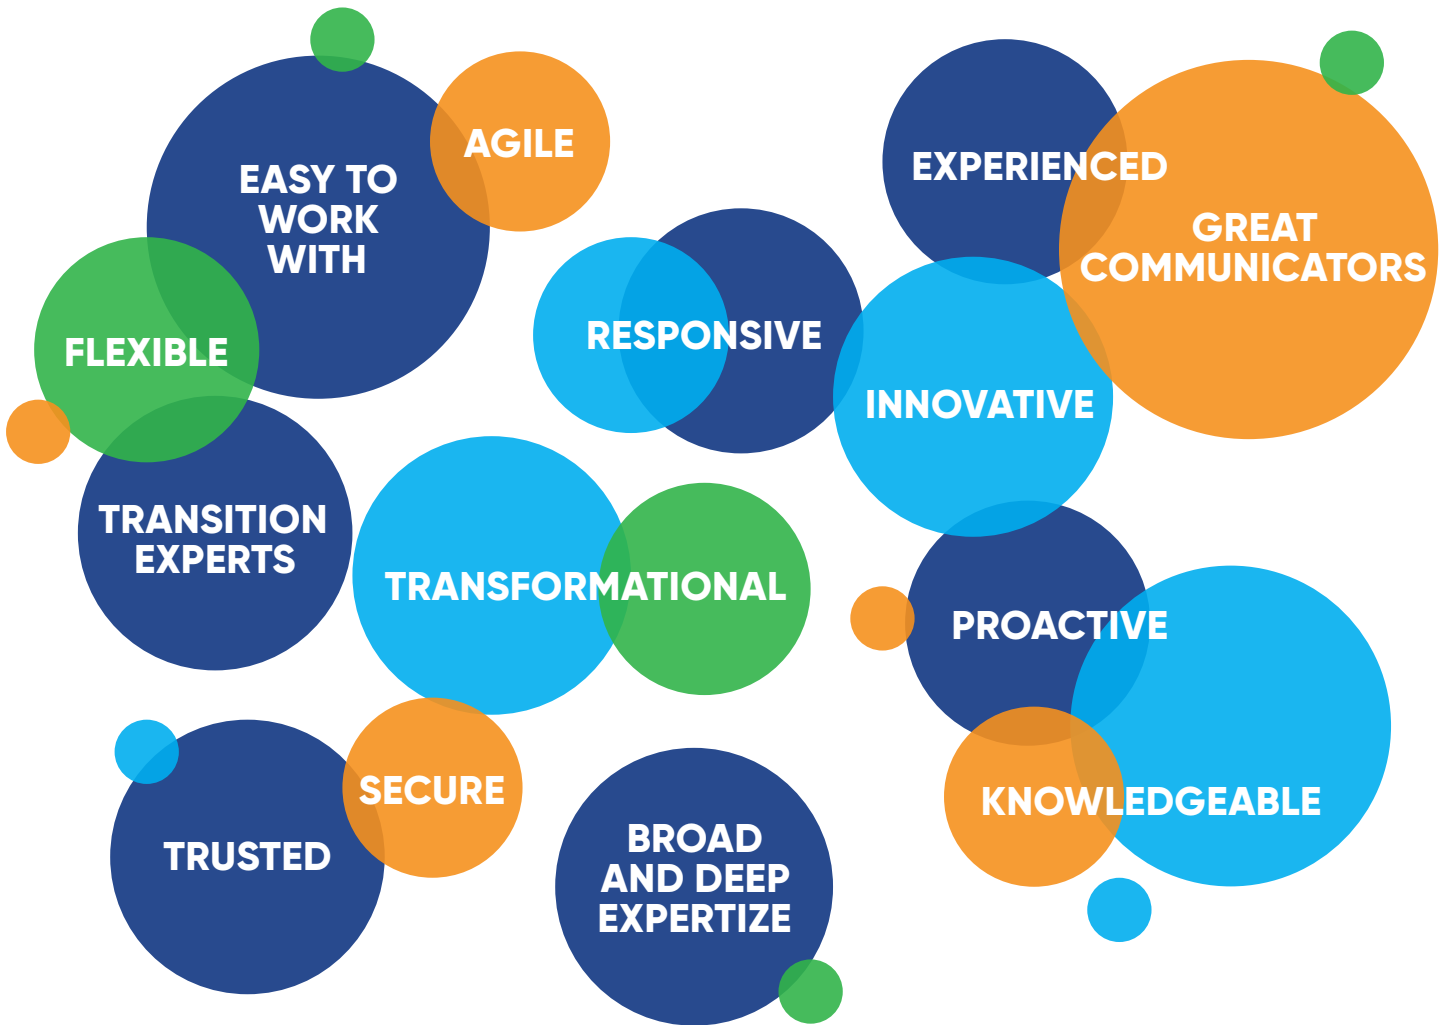 EASY TO
WORK
WITH
AGILE
EXPERIENCED
GREAT
COMMUNICATORS
FLEXIBLE
RESPONSIVE
INNOVATIVE
TRANSITION
EXPERTS
TRANSFORMATIONAL
PROACTIVE
SECURE
KNOWLEDGEABLE
TRUSTED
BROAD
AND DEEP
EXPERTIZE